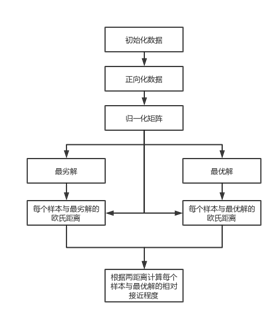 初始化数据
正向化数据
归一化矩阵
最劣解
最优解
每个样本与最劣解的
欧氏距离
每个样本与最优解的
欧氏距离
根据两距离计算每个
样本与最优解的相对
接近程度